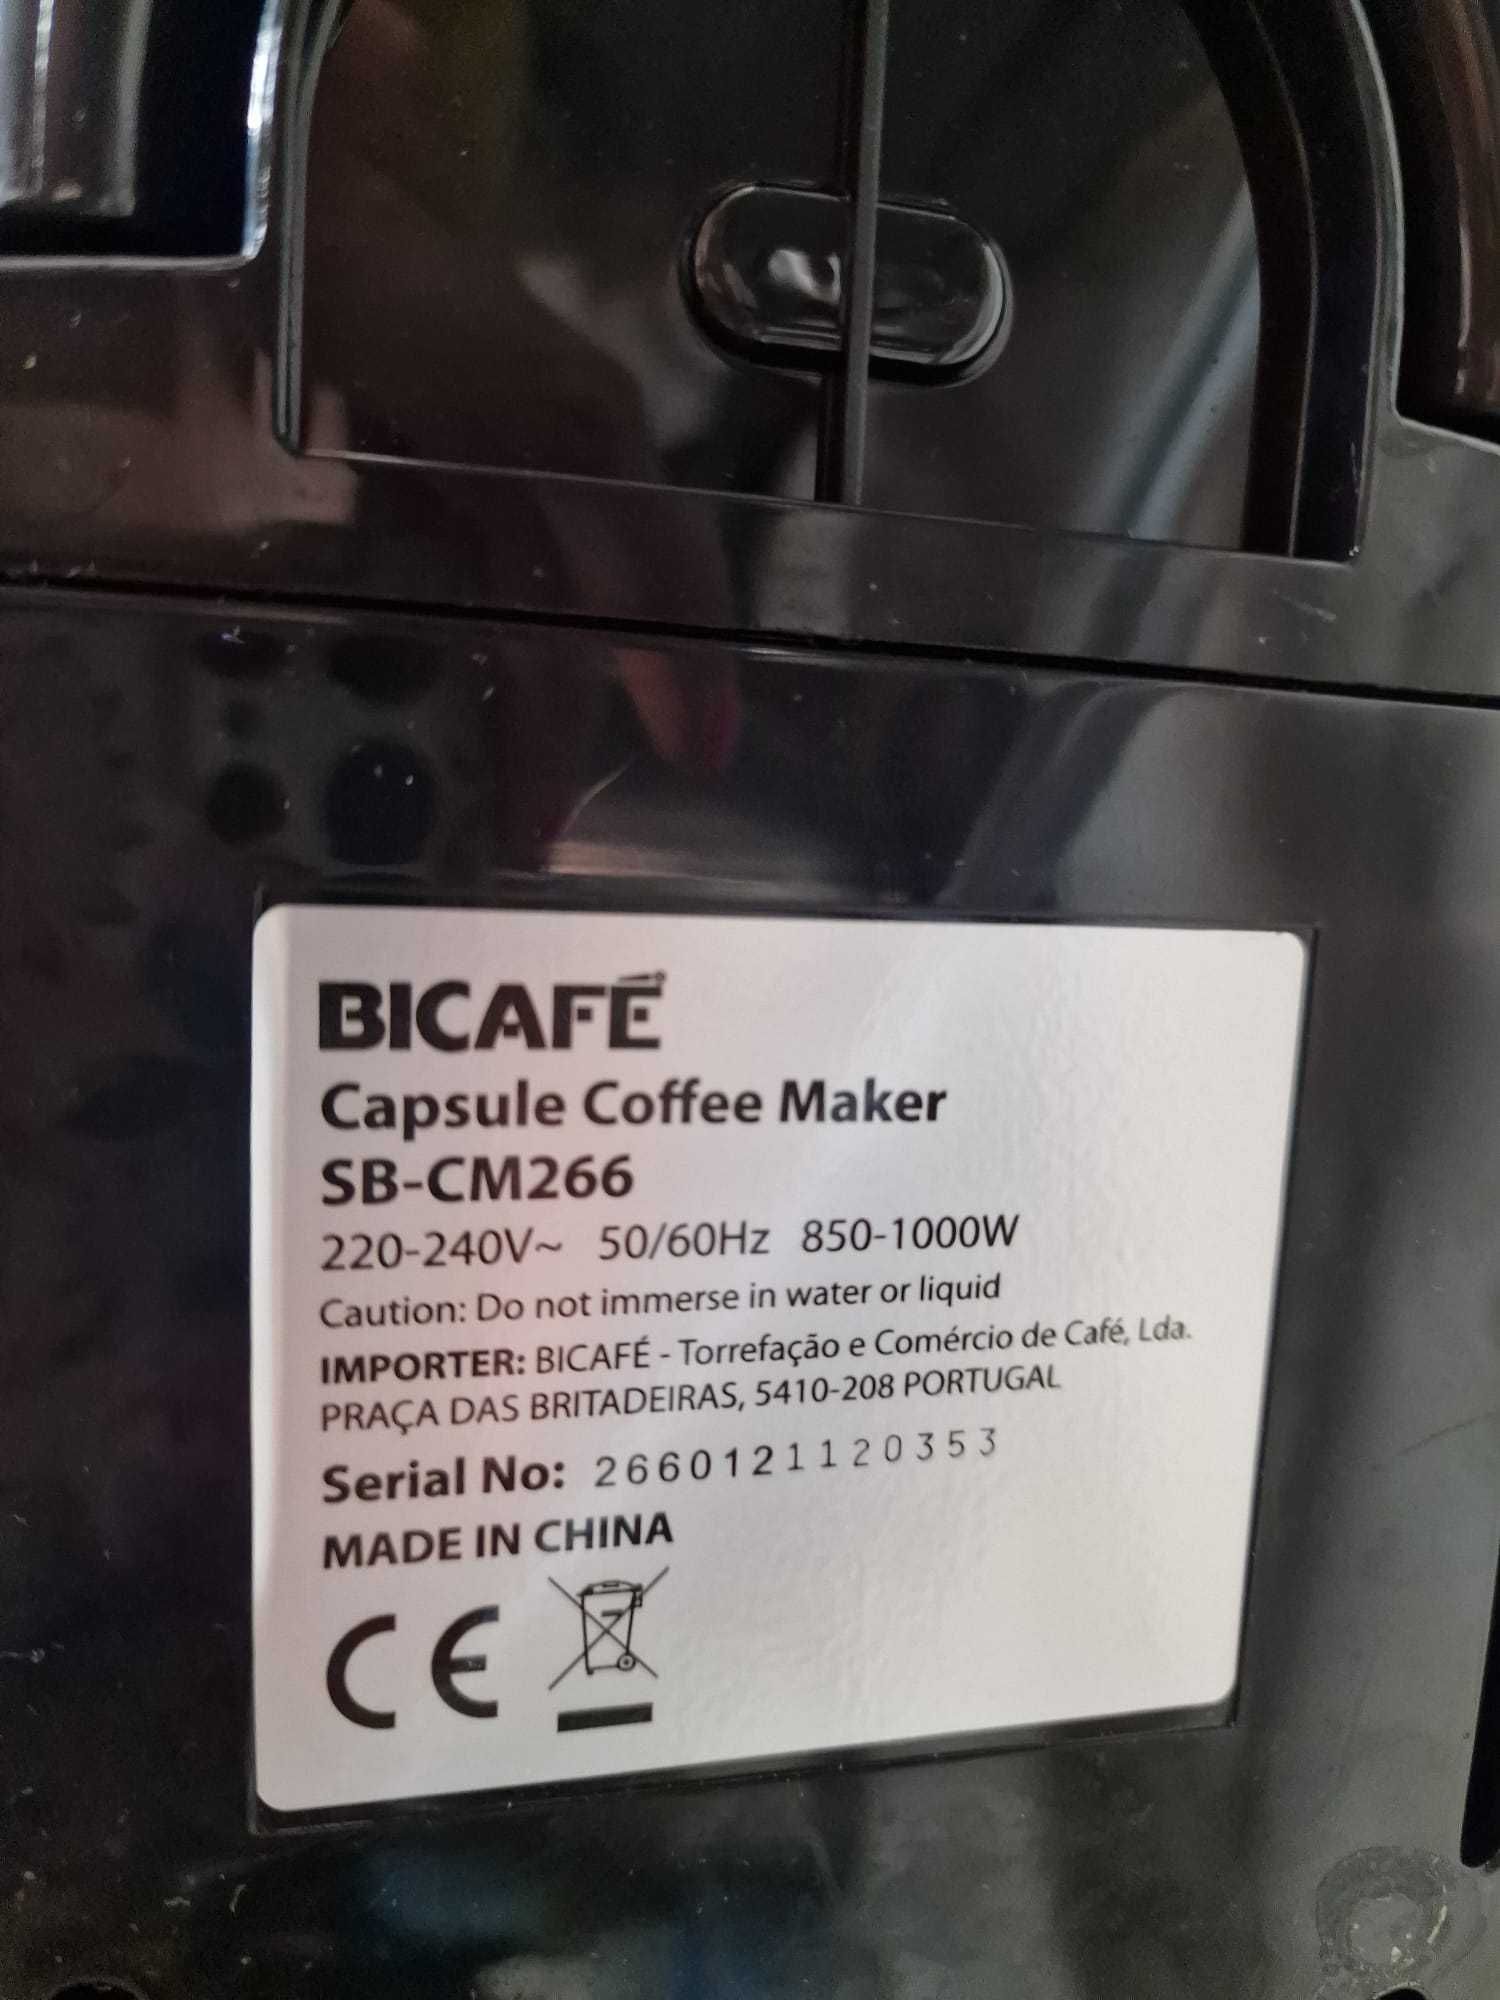 BICAFÉ
Capsule Coffee Maker
SB-CM266
220-240V~ 50/60Hz 850-1000W
Caution: Do not immerse in water or liquid
IMPORTER: BICAFÉ - Torrefação e Comércio de Café, Lda.
PRAÇA DAS BRITADEIRAS, 5410-208 PORTUGAL
Serial No: 2660121120353
MADE IN CHINA
CE